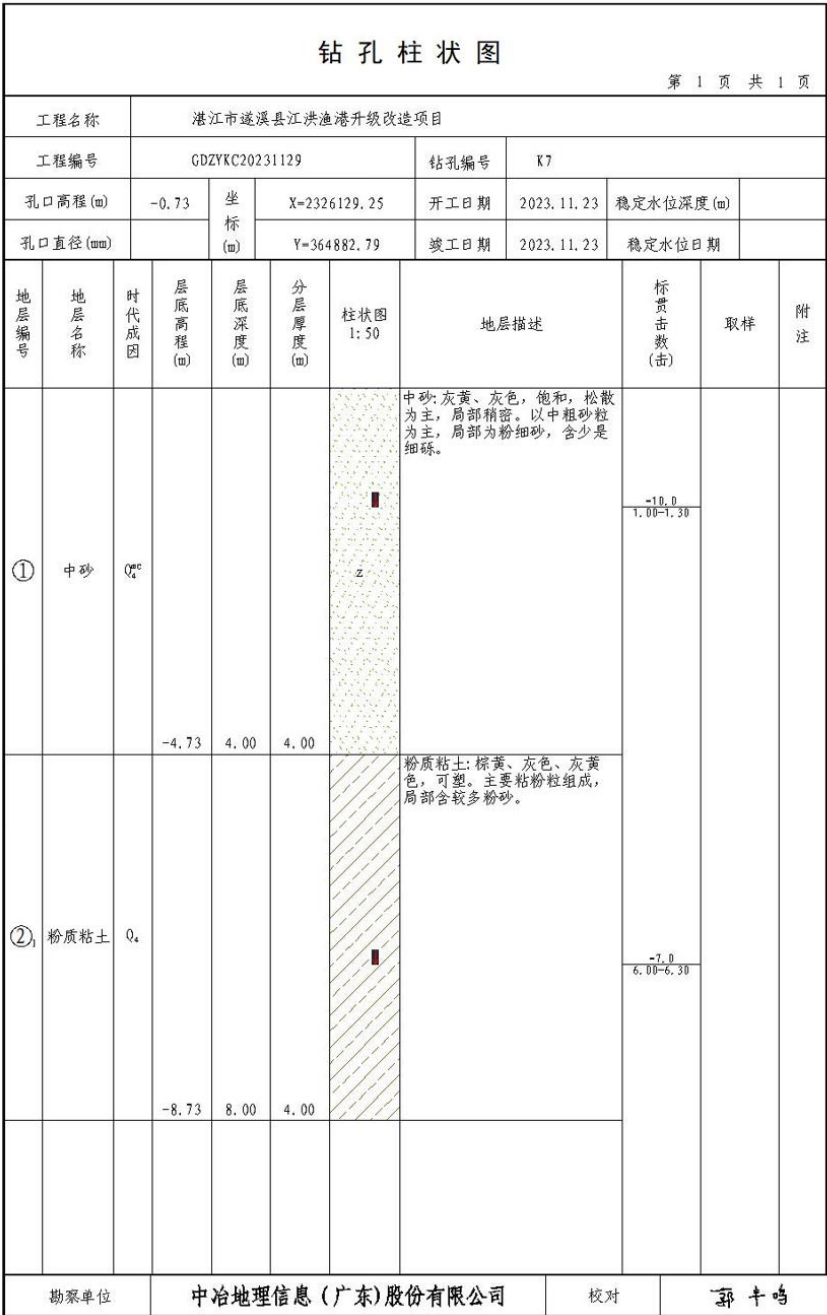 钻孔柱状图
第 1 页 共 1 页
工程名称 湛江市遂溪县江洪渔港升级改造项目
工程编号 GDZYKC20231129 钻孔编号 K7
孔口高程(m) -0.73 坐标(m) X=2326129.25 开工日期 2023.11.23 稳定水位深度(m)
孔口直径(mm) Y=364882.79 竣工日期 2023.11.23 稳定水位日期
地层编号 地层名称 时代成因 层底高程(m) 层底深度(m) 分层厚度(m) 柱状图 1:50 地层描述 标贯击数(击) 取样 附注
中砂:灰黄、灰色，饱和，松散
为主，局部稍密。以中粗砂粒
为主，局部为粉细砂，含少是
细砾。
=10.0
1.00-1.30
① 中砂 Q₄ᵐᶜ z
-4.73 4.00 4.00
粉质粘土:棕黄、灰色、灰黄
色，可塑。主要粘粉粒组成，
局部含较多粉砂。
②₁ 粉质粘土 Q₄
=7.0
6.00-6.30
-8.73 8.00 4.00
勘察单位 中冶地理信息(广东)股份有限公司 校对